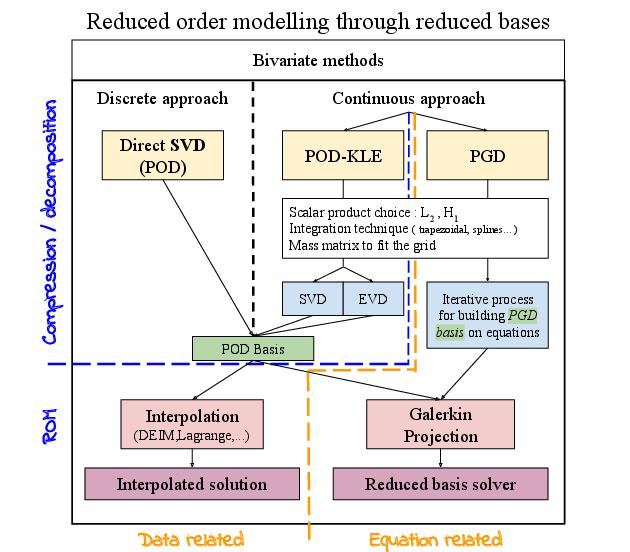 Reduced order modelling through reduced bases
Bivariate methods
Discrete approach
Continuous approach
Direct SVD
(POD)
POD-KLE
PGD
Scalar product choice : L2 , H1
Integration technique ( trapezoidal, splines... )
Mass matrix to fit the grid
SVD
EVD
Iterative process
for building PGD
basis on equations
POD Basis
Compression / decomposition
ROM
Interpolation
(DEIM,Lagrange,...)
Galerkin
Projection
Interpolated solution
Reduced basis solver
Data related
Equation related